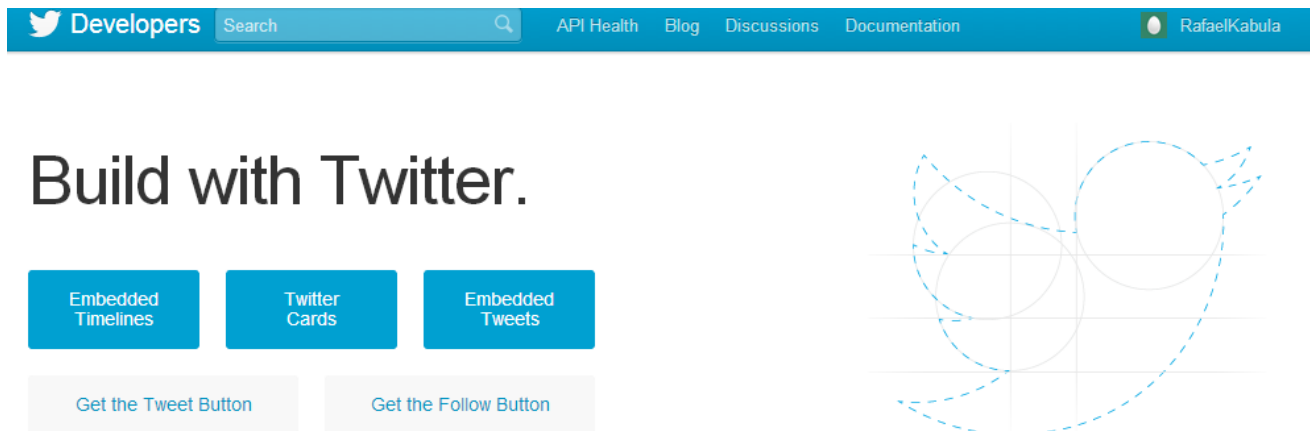 Developers Search API Health Blog Discussions Documentation RafaelKabula
Build with Twitter.
Embedded
Timelines
Twitter
Cards
Embedded
Tweets
Get the Tweet Button
Get the Follow Button